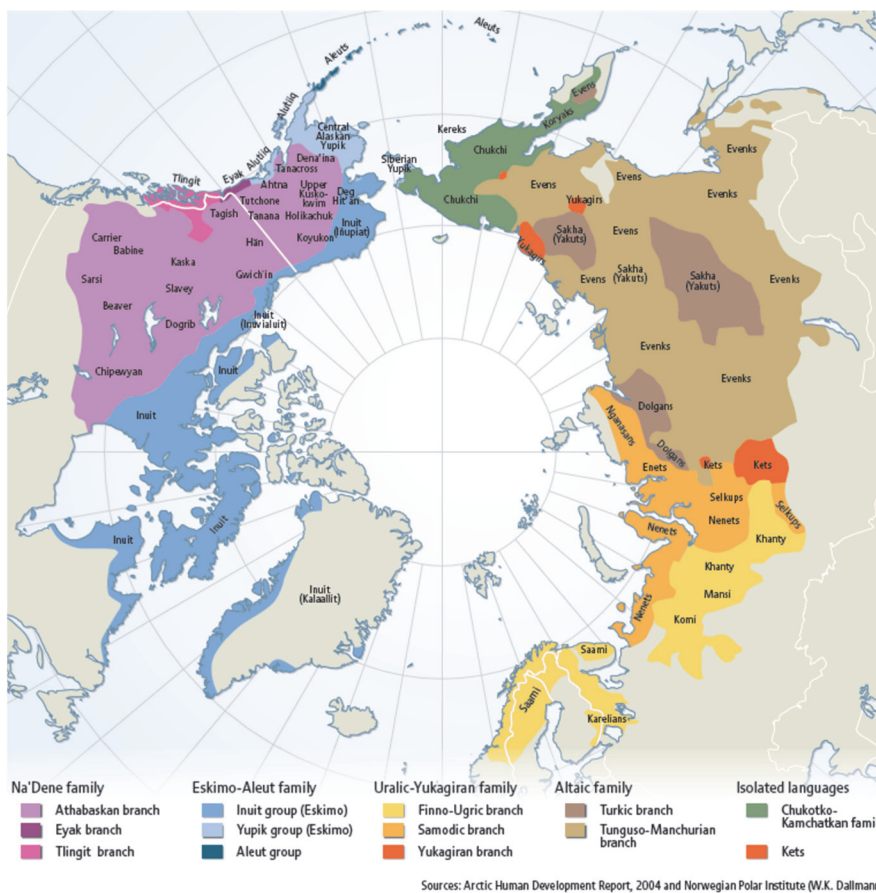 Aleuts
Aleuts
Alutiiq
Central
Alaskan
Yupik
Evens
Koryaks
Kereks
Chukchi
Siberian
Yupik
Chukchi
Evens
Yukagirs
Evens
Evenks
Evenks
Evenks
Tlingit
Eyak
Alutiiq
Dena'ina
Tanacross
Ahtna
Upper
Kusko-
kwim
Deg
Hit'an
Tutchone
Tagish
Tanana
Holikachuk
Inuit
(Iñupiat)
Koyukon
Hän
Carrier
Babine
Kaska
Gwich'in
Sarsi
Slavey
Beaver
Dogrib
Inuit
(Inuvialuit)
Chipewyan
Inuit
Inuit
Yukagirs
Sakha
(Yakuts)
Evens
Evens
Sakha
(Yakuts)
Sakha
(Yakuts)
Evenks
Evenks
Evenks
Dolgans
Nganasans
Dolgans
Enets
Kets
Kets
Selkups
Nenets
Selkups
Nenets
Khanty
Khanty
Mansi
Nenets
Komi
Inuit
Inuit
Inuit
(Kalaallit)
Saami
Saami
Karelians
Na'Dene family
Athabaskan branch
Eyak branch
Tlingit branch
Eskimo-Aleut family
Inuit group (Eskimo)
Yupik group (Eskimo)
Aleut group
Uralic-Yukagiran family
Finno-Ugric branch
Samodic branch
Yukagiran branch
Altaic family
Turkic branch
Tunguso-Manchurian
branch
Isolated languages
Chukotko-
Kamchatkan fami
Kets
Sources: Arctic Human Development Report, 2004 and Norwegian Polar Institute (W.K. Dallman